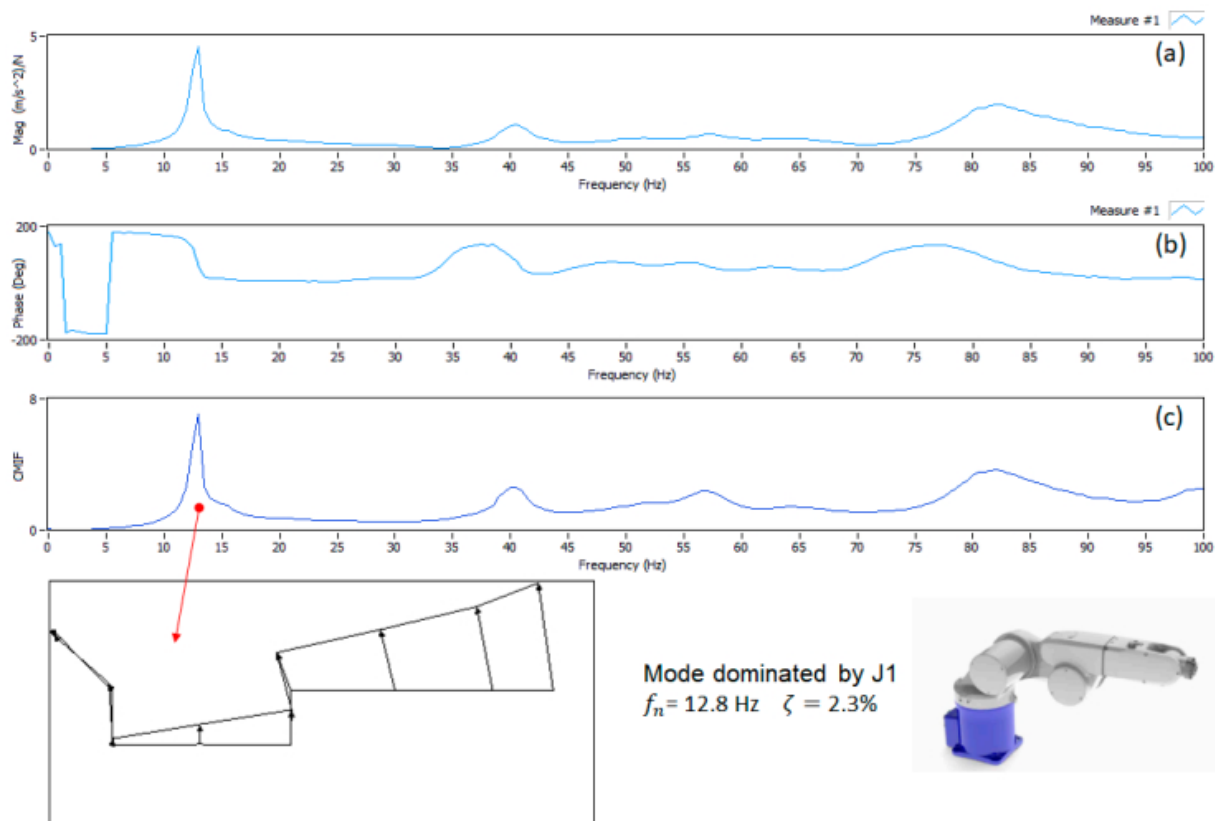 Measure #1
5
(a)
Mag (m/s^2)/N
0
0 5 10 15 20 25 30 35 40 45 50 55 60 65 70 75 80 85 90 95 100
Frequency (Hz)
Measure #1
200
(b)
Phase (Deg)
-200
0 5 10 15 20 25 30 35 40 45 50 55 60 65 70 75 80 85 90 95 100
Frequency (Hz)
8
(c)
CMIF
0
0 5 10 15 20 25 30 35 40 45 50 55 60 65 70 75 80 85 90 95 100
Frequency (Hz)
Mode dominated by J1
fn= 12.8 Hz ζ = 2.3%